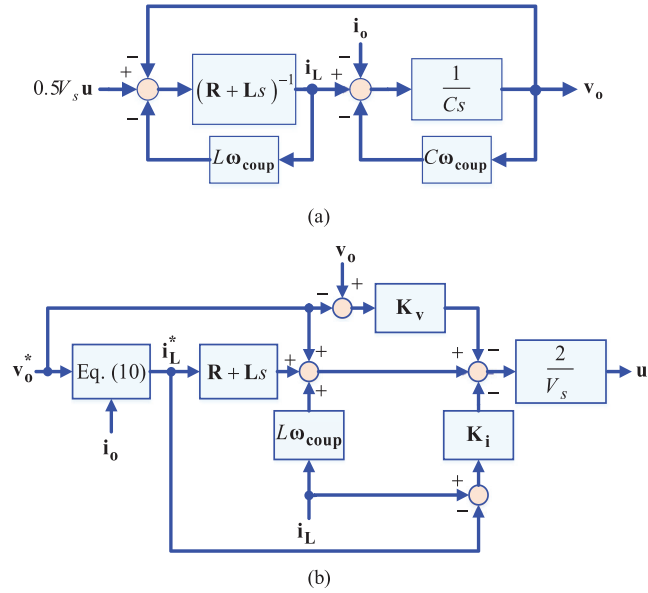 i_o
0.5V_s u
+
−
−
(R + Ls)^{-1}
i_L
+
−
−
1
Cs
v_o
Lω_coup
Cω_coup
(a)
v_o
−
+
K_v
v_o^*
Eq. (10)
i_L^*
R + Ls
+
+
+
+
−
−
2
V_s
u
i_o
Lω_coup
K_i
i_L
+
−
(b)